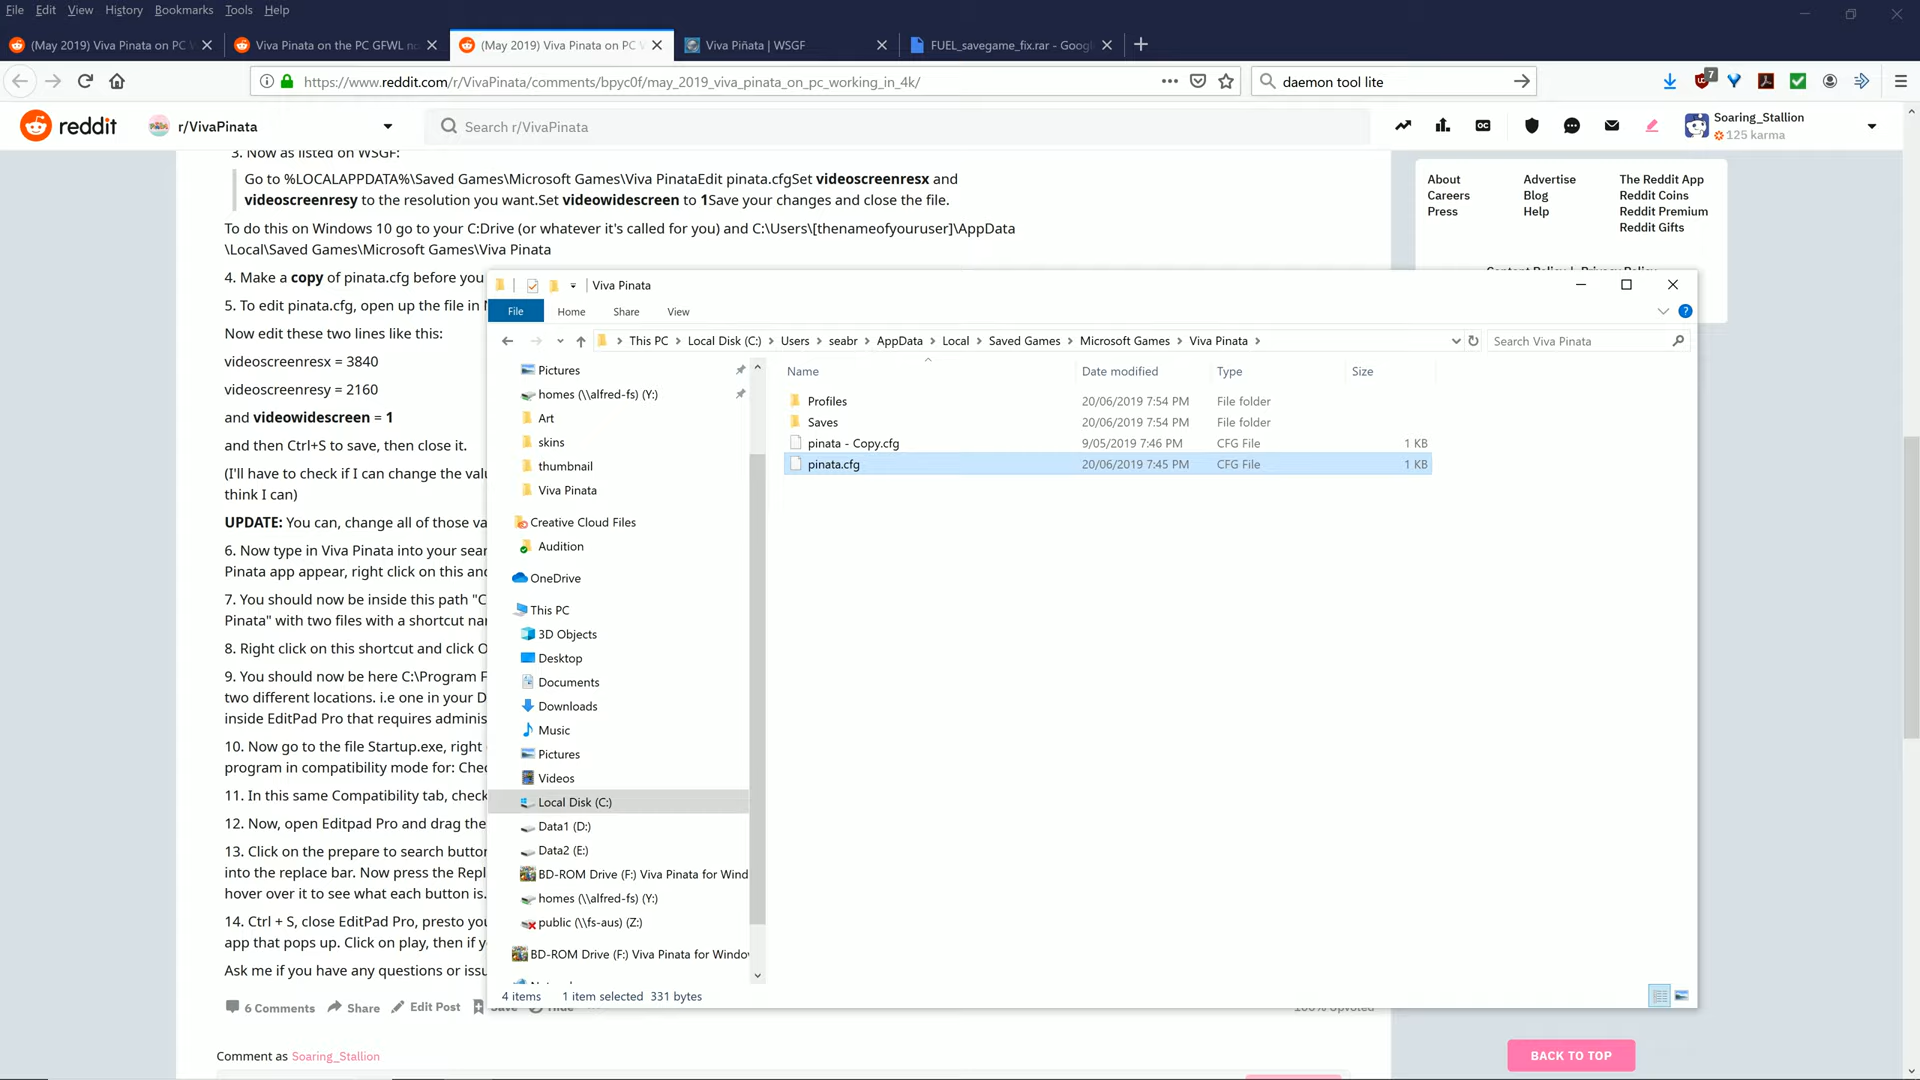 File Edit View History Bookmarks Tools Help
(May 2019) Viva Pinata on PC W
Viva Pinata on the PC GFWL no
(May 2019) Viva Pinata on PC W
Viva Piñata | WSGF
FUEL_savegame_fix.rar - Googl
https://www.reddit.com/r/VivaPinata/comments/bpyc0f/may_2019_viva_pinata_on_pc_working_in_4k/
daemon tool lite
7
reddit
r/VivaPinata
Search r/VivaPinata
Soaring_Stallion
125 karma
3. Now as listed on WSGF:
Go to %LOCALAPPDATA%\Saved Games\Microsoft Games\Viva PinataEdit pinata.cfgSet videoscreenresx and
videoscreenresy to the resolution you want.Set videowidescreen to 1Save your changes and close the file.
To do this on Windows 10 go to your C:Drive (or whatever it's called for you) and C:\Users\[thenameofyouruser]\AppData
\Local\Saved Games\Microsoft Games\Viva Pinata
4. Make a copy of pinata.cfg before you
5. To edit pinata.cfg, open up the file in
Now edit these two lines like this:
videoscreenresx = 3840
videoscreenresy = 2160
and videowidescreen = 1
and then Ctrl+S to save, then close it.
(I'll have to check if I can change the valu
think I can)
UPDATE: You can, change all of those va
6. Now type in Viva Pinata into your sear
Pinata app appear, right click on this and
7. You should now be inside this path "C
Pinata" with two files with a shortcut nar
8. Right click on this shortcut and click O
9. You should now be here C:\Program F
two different locations. i.e one in your D
inside EditPad Pro that requires adminis
10. Now go to the file Startup.exe, right
program in compatibility mode for: Chec
11. In this same Compatibility tab, check
12. Now, open Editpad Pro and drag the
13. Click on the prepare to search button
into the replace bar. Now press the Repl
hover over it to see what each button is.
14. Ctrl + S, close EditPad Pro, presto you
app that pops up. Click on play, then if y
Ask me if you have any questions or issu
6 Comments Share Edit Post Save Hide
100% Upvoted
Comment as Soaring_Stallion
About
Careers
Press
Advertise
Blog
Help
The Reddit App
Reddit Coins
Reddit Premium
Reddit Gifts
Content Policy | Privacy Policy
BACK TO TOP
Viva Pinata
File Home Share View
This PC Local Disk (C:) Users seabr AppData Local Saved Games Microsoft Games Viva Pinata
Search Viva Pinata
Pictures
homes (\\alfred-fs) (Y:)
Art
skins
thumbnail
Viva Pinata
Creative Cloud Files
Audition
OneDrive
This PC
3D Objects
Desktop
Documents
Downloads
Music
Pictures
Videos
Local Disk (C:)
Data1 (D:)
Data2 (E:)
BD-ROM Drive (F:) Viva Pinata for Wind
homes (\\alfred-fs) (Y:)
public (\\fs-aus) (Z:)
BD-ROM Drive (F:) Viva Pinata for Windo
Name Date modified Type Size
Profiles 20/06/2019 7:54 PM File folder
Saves 20/06/2019 7:54 PM File folder
pinata - Copy.cfg 9/05/2019 7:46 PM CFG File 1 KB
pinata.cfg 20/06/2019 7:45 PM CFG File 1 KB
4 items 1 item selected 331 bytes